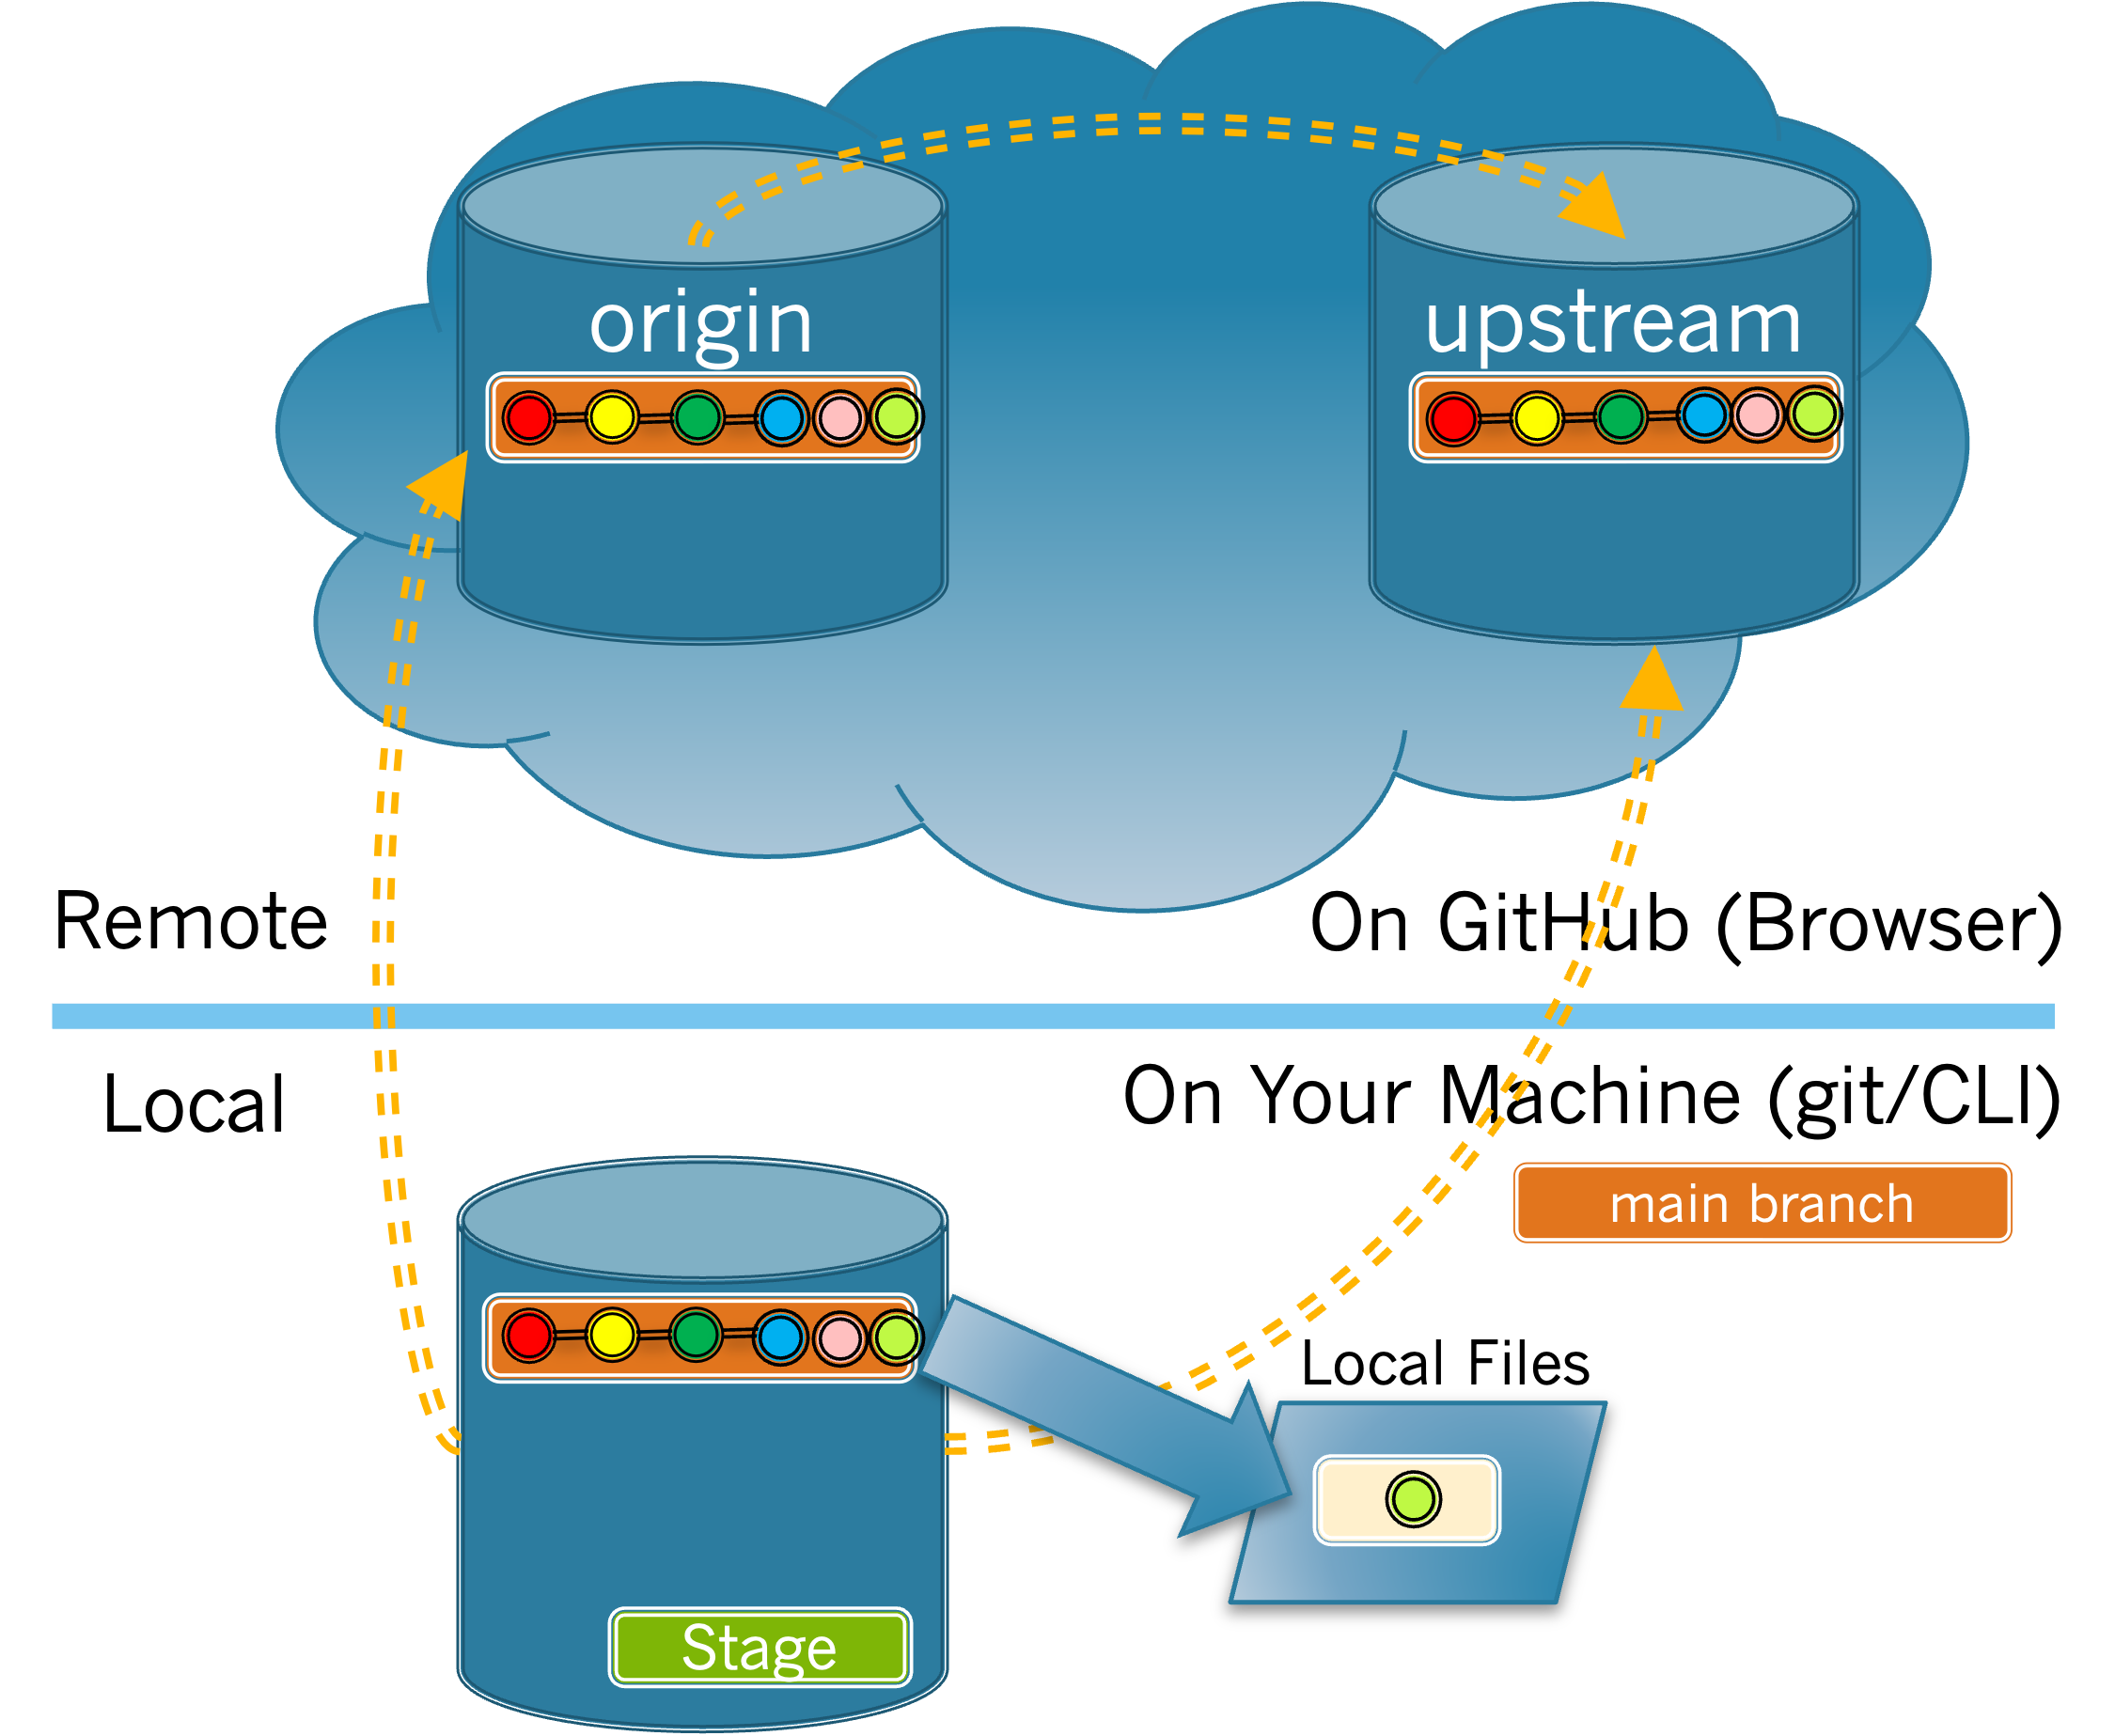 origin
upstream
Remote
On GitHub (Browser)
Local
On Your Machine (git/CLI)
main branch
Local Files
Stage